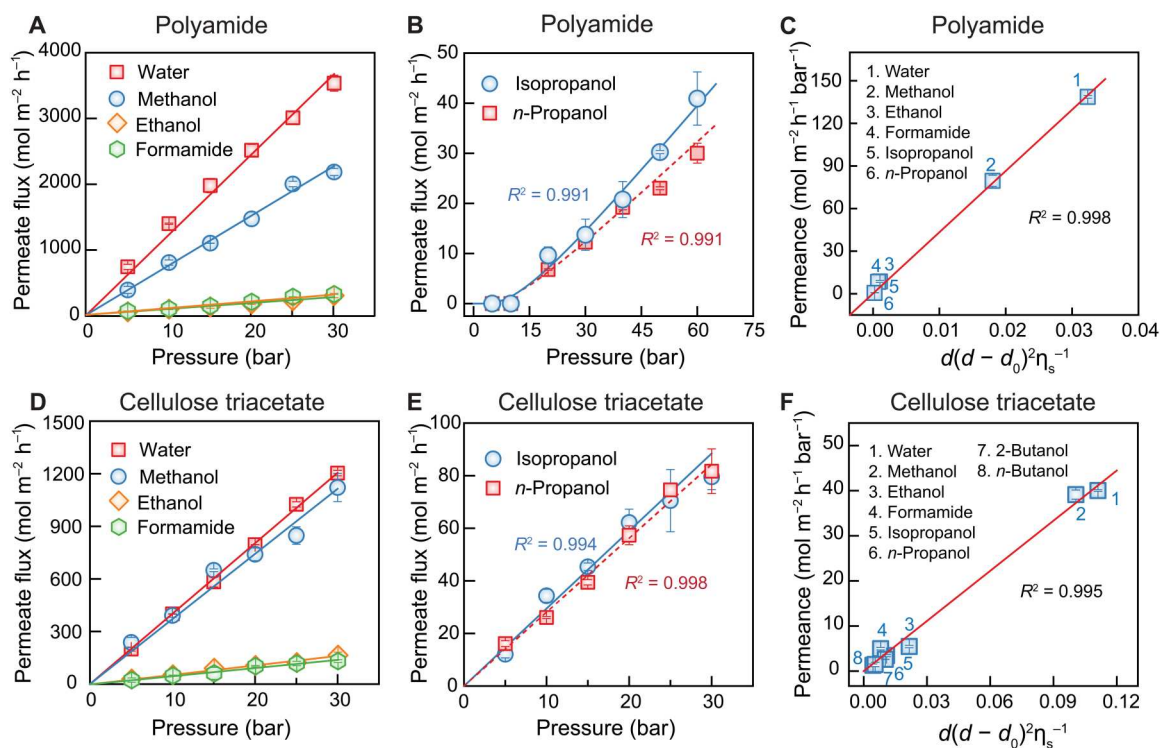 A
Polyamide
Permeate flux (mol m⁻² h⁻¹)
4000
3000
2000
1000
0
Water
Methanol
Ethanol
Formamide
0 10 20 30
Pressure (bar)
B
Polyamide
Permeate flux (mol m⁻² h⁻¹)
50
40
30
20
10
0
Isopropanol
n-Propanol
R² = 0.991
R² = 0.991
0 15 30 45 60 75
Pressure (bar)
C
Polyamide
Permeance (mol m⁻² h⁻¹ bar⁻¹)
150
120
90
60
30
0
1. Water
2. Methanol
3. Ethanol
4. Formamide
5. Isopropanol
6. n-Propanol
1
2
4 3
5
6
R² = 0.998
0.00 0.01 0.02 0.03 0.04
d(d − d₀)²ηₛ⁻¹
D
Cellulose triacetate
Permeate flux (mol m⁻² h⁻¹)
1500
1200
900
600
300
0
Water
Methanol
Ethanol
Formamide
0 10 20 30
Pressure (bar)
E
Cellulose triacetate
Permeate flux (mol m⁻² h⁻¹)
100
80
60
40
20
0
Isopropanol
n-Propanol
R² = 0.994
R² = 0.998
0 10 20 30
Pressure (bar)
F
Cellulose triacetate
Permeance (mol m⁻² h⁻¹ bar⁻¹)
50
40
30
20
10
0
1. Water 7. 2-Butanol
2. Methanol 8. n-Butanol
3. Ethanol
4. Formamide
5. Isopropanol
6. n-Propanol
1
2
3
4
8
5
7 6
R² = 0.995
0.00 0.03 0.06 0.09 0.12
d(d − d₀)²ηₛ⁻¹